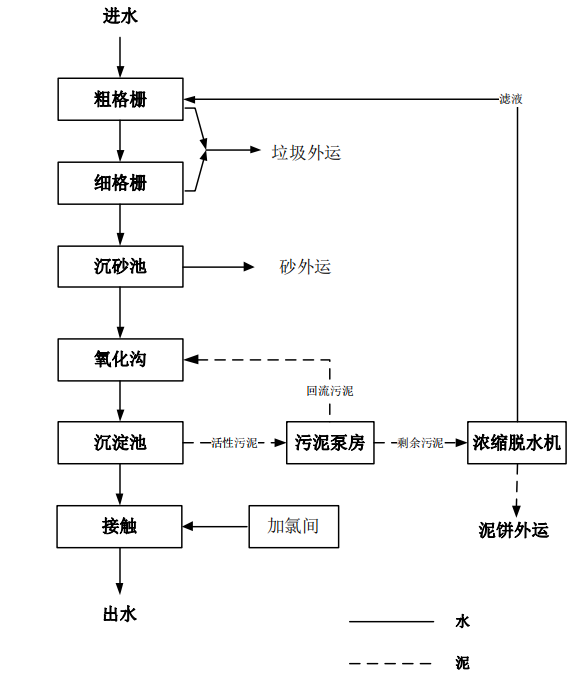 进水
粗格栅
滤液
垃圾外运
细格栅
沉砂池
砂外运
氧化沟
回流污泥
沉淀池
活性污泥
污泥泵房
剩余污泥
浓缩脱水机
接触
加氯间
泥饼外运
出水
水
泥